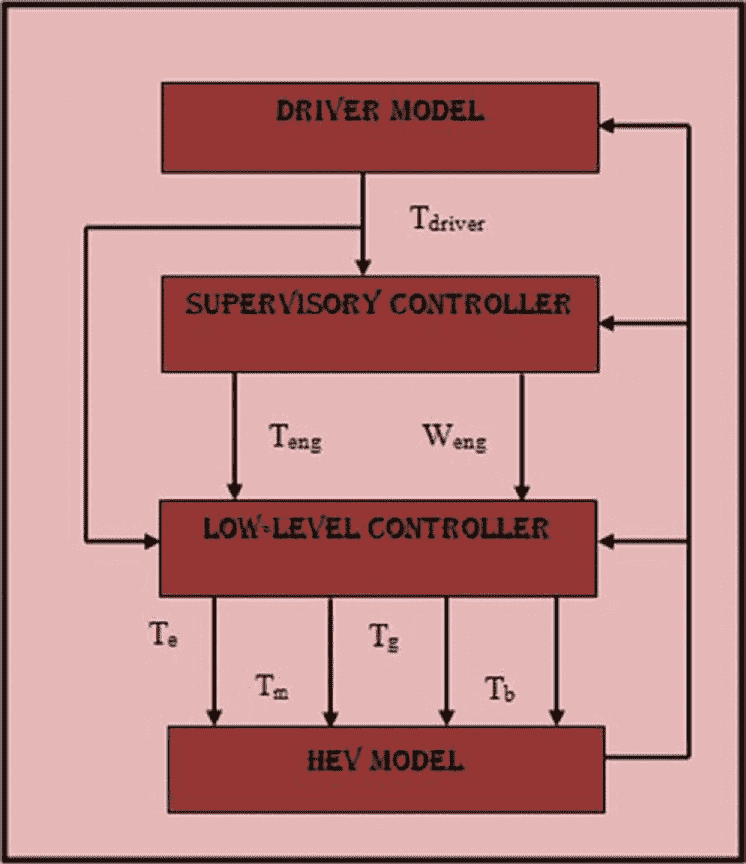 DRIVER MODEL
Tdriver
SUPERVISORY CONTROLLER
Teng Weng
LOW-LEVEL CONTROLLER
Te Tg
Tm Tb
HEV MODEL